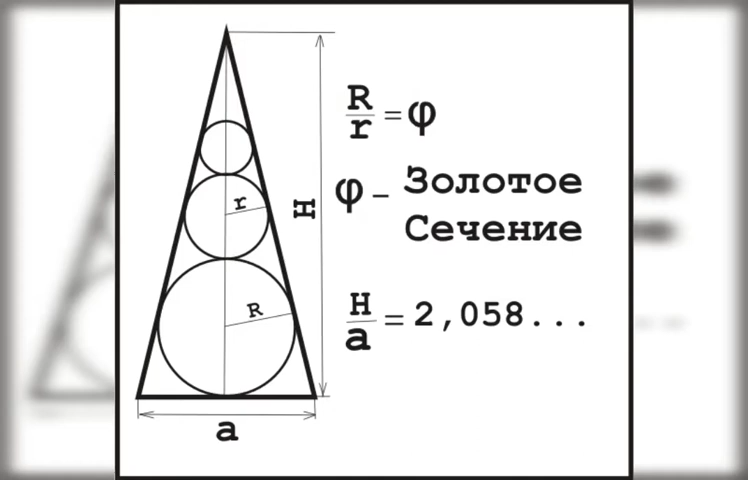 R/r = φ
φ – Золотое
Сечение
r
H
R
H/a = 2,058...
a